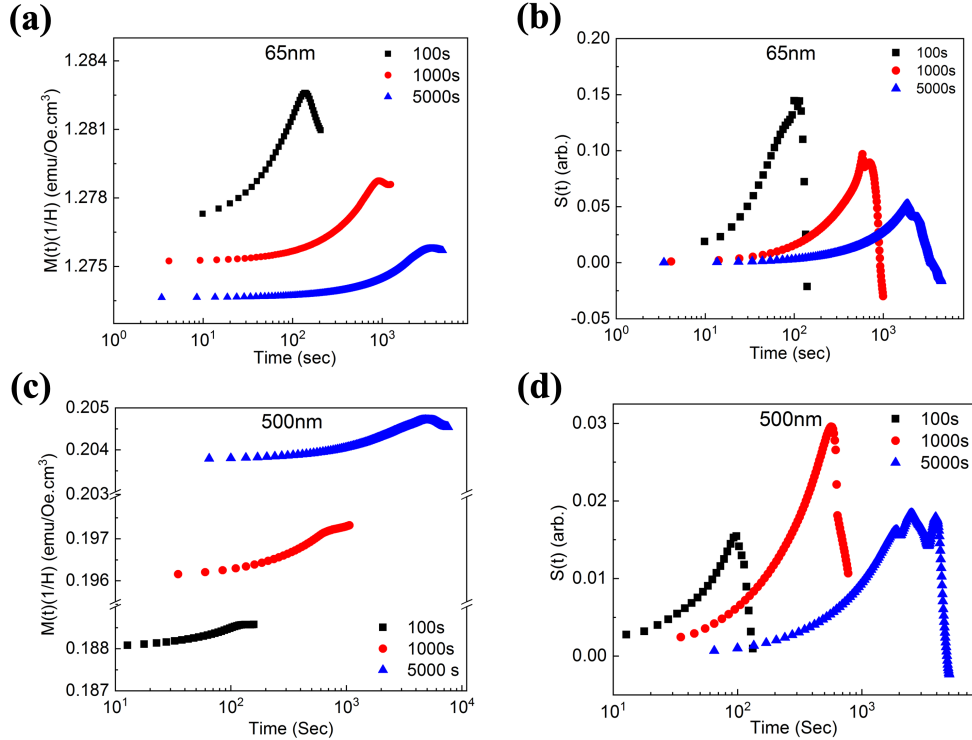 (a)
65nm
100s
1000s
5000s
1.284
1.281
1.278
1.275
M(t)(1/H) (emu/Oe.cm³)
10⁰ 10¹ 10² 10³
Time (sec)
(b)
65nm
100s
1000s
5000s
0.20
0.15
0.10
0.05
0.00
-0.05
S(t) (arb.)
10⁰ 10¹ 10² 10³
Time (sec)
(c)
500nm
0.205
0.204
0.203
0.197
0.196
0.188
0.187
M(t)(1/H) (emu/Oe.cm³)
100s
1000s
5000 s
10¹ 10² 10³ 10⁴
Time (Sec)
(d)
500nm
100s
1000s
5000s
0.03
0.02
0.01
0.00
S(t) (arb.)
10¹ 10² 10³
Time (sec)